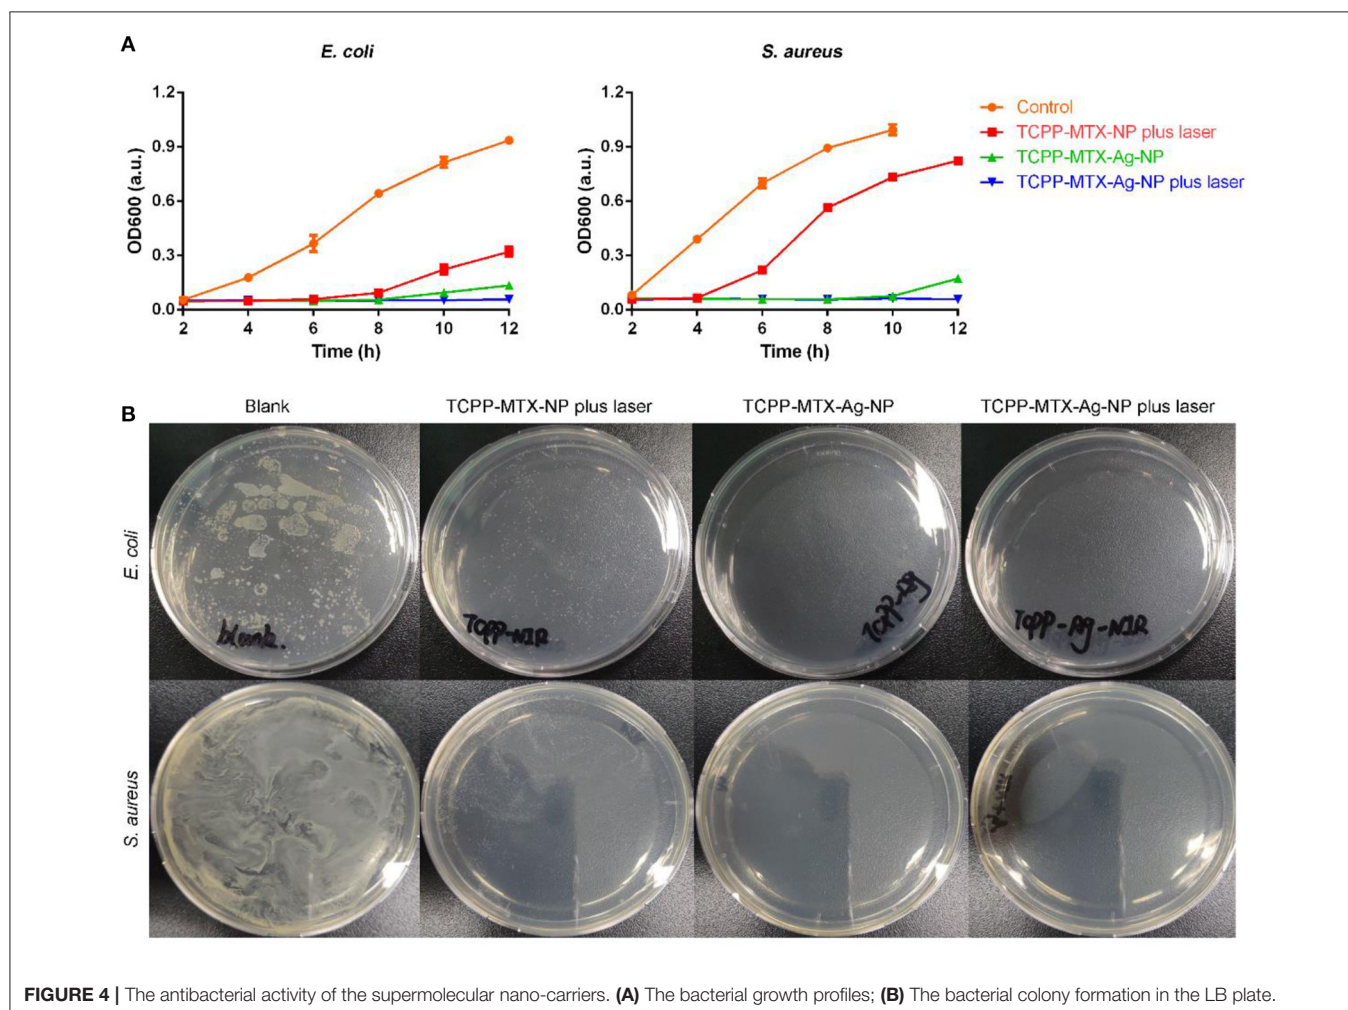 A
E. coli
S. aureus
1.2
0.9
0.6
0.3
0.0
OD600 (a.u.)
2 4 6 8 10 12
Time (h)
1.2
0.9
0.6
0.3
0.0
OD600 (a.u.)
2 4 6 8 10 12
Time (h)
Control
TCPP-MTX-NP plus laser
TCPP-MTX-Ag-NP
TCPP-MTX-Ag-NP plus laser
B
Blank
TCPP-MTX-NP plus laser
TCPP-MTX-Ag-NP
TCPP-MTX-Ag-NP plus laser
E. coli
blank.
TCPP-NIR
TCPP-Ag
TCPP-Ag-NIR
S. aureus
FIGURE 4 | The antibacterial activity of the supermolecular nano-carriers. (A) The bacterial growth profiles; (B) The bacterial colony formation in the LB plate.